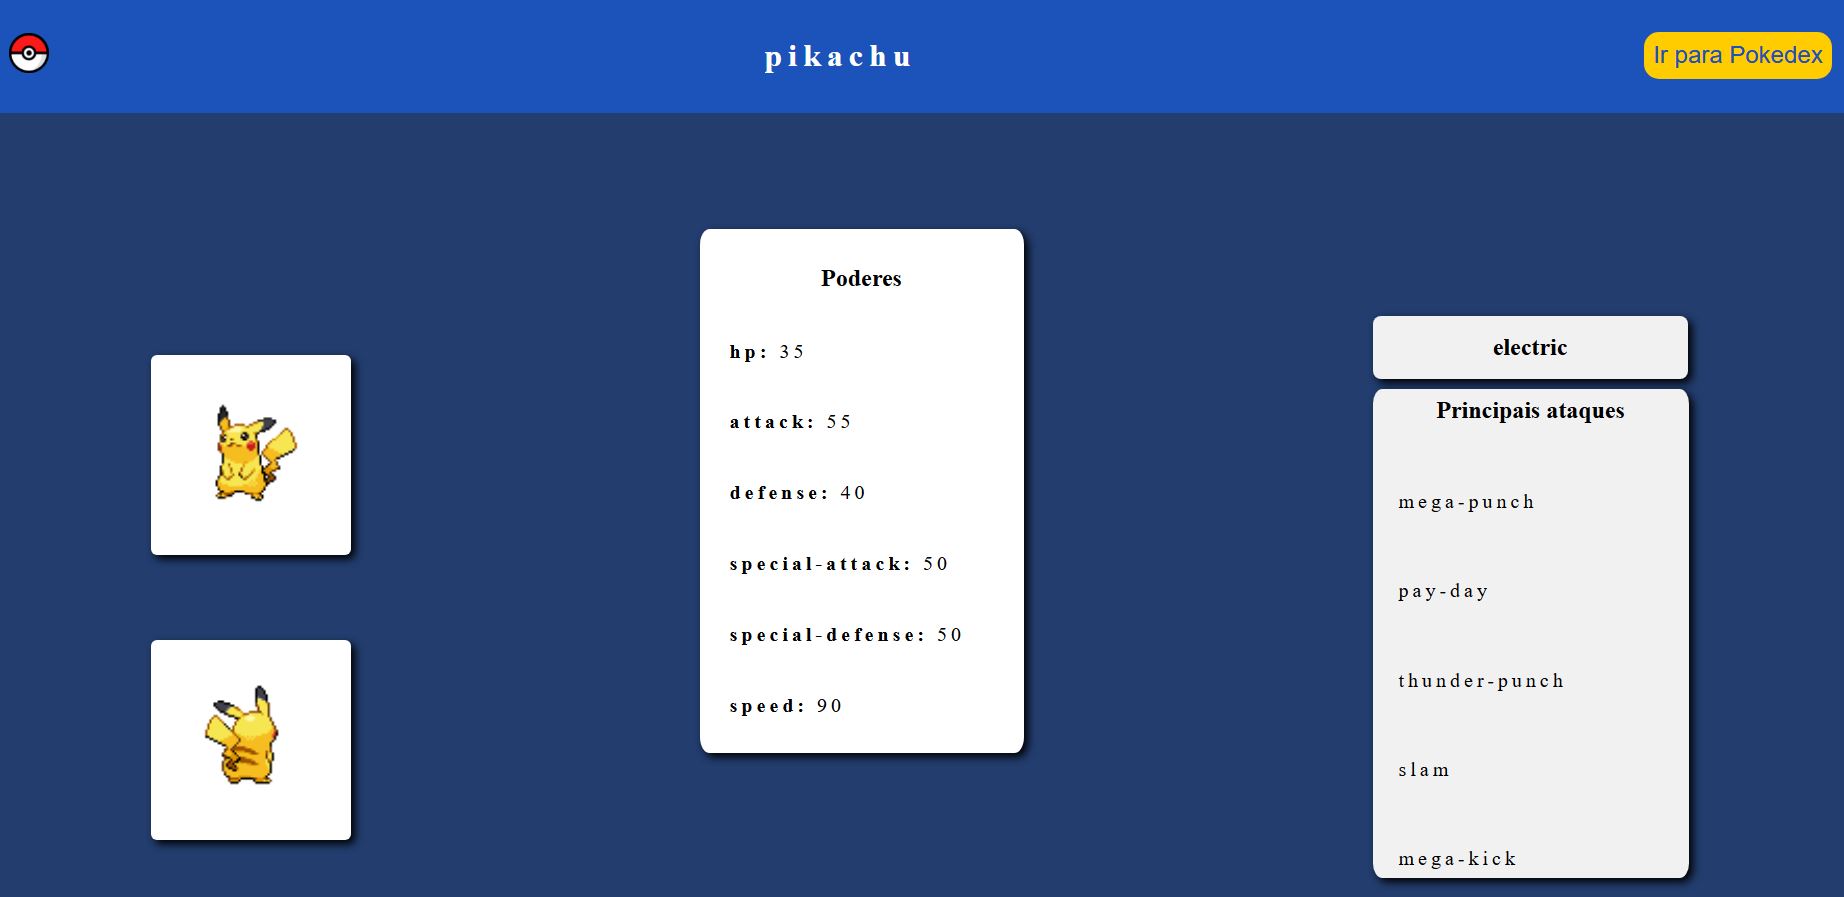 pikachu
Ir para Pokedex
Poderes
hp: 35
attack: 55
defense: 40
special-attack: 50
special-defense: 50
speed: 90
electric
Principais ataques
mega-punch
pay-day
thunder-punch
slam
mega-kick